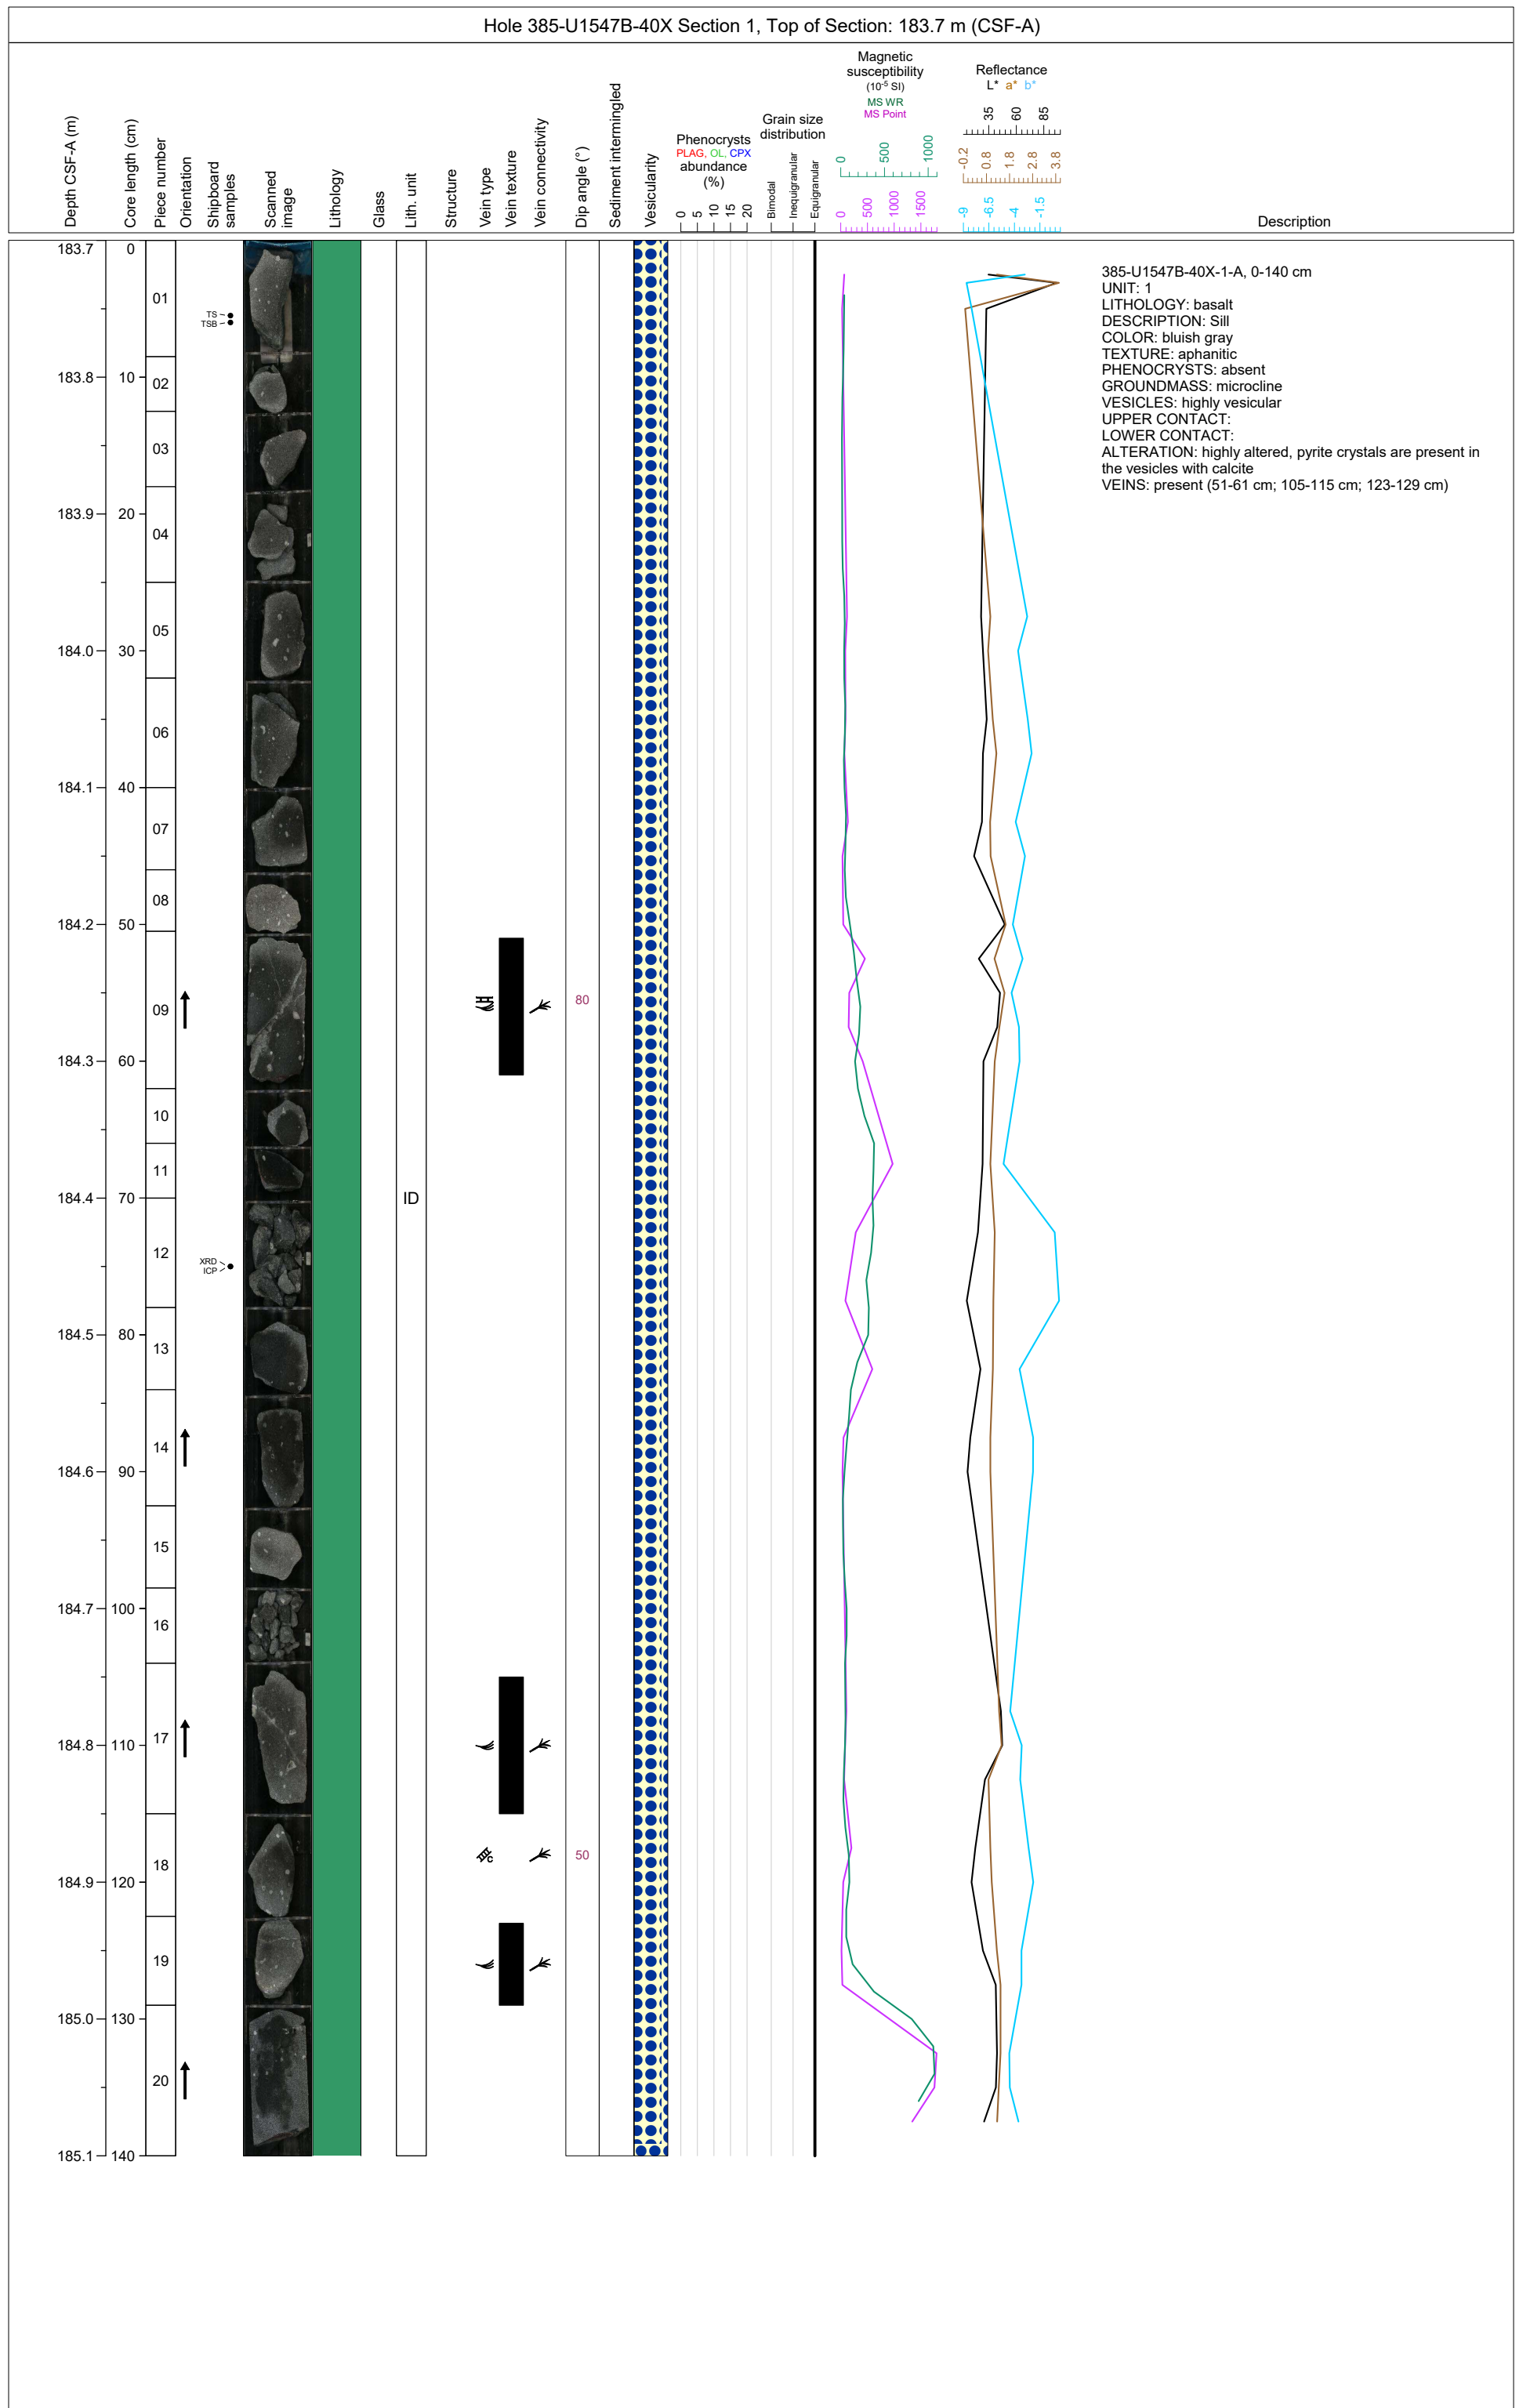 Hole 385-U1547B-40X Section 1, Top of Section: 183.7 m (CSF-A)
Depth CSF-A (m)
Core length (cm)
Piece number
Orientation
Shipboard
samples
Scanned
image
Lithology
Glass
Lith. unit
Structure
Vein type
Vein texture
Vein connectivity
Dip angle (°)
Sediment intermingled
Vesicularity
Phenocrysts
PLAG, OL, CPX
abundance
(%)
0 5 10 15 20
Grain size
distribution
Bimodal
Inequigranular
Equigranular
Magnetic
susceptibility
(10⁻⁵ SI)
MS WR
MS Point
0 500 1000
0 500 1000 1500
Reflectance
L* a* b*
35 60 85
-0.2 0.8 1.8 2.8 3.8
-9 -6.5 -4 -1.5
Description
183.7 0
01
TS
TSB
183.8 10 02
03
183.9 20 04
05
184.0 30
06
184.1 40
07
08
184.2 50
09 80
184.3 60
10
11
184.4 70 ID
12
XRD
ICP
184.5 80
13
14
184.6 90
15
184.7 100
16
17
184.8 110
18 C 50
184.9 120
19
185.0 130
20
185.1 140
385-U1547B-40X-1-A, 0-140 cm
UNIT: 1
LITHOLOGY: basalt
DESCRIPTION: Sill
COLOR: bluish gray
TEXTURE: aphanitic
PHENOCRYSTS: absent
GROUNDMASS: microcline
VESICLES: highly vesicular
UPPER CONTACT:
LOWER CONTACT:
ALTERATION: highly altered, pyrite crystals are present in
the vesicles with calcite
VEINS: present (51-61 cm; 105-115 cm; 123-129 cm)